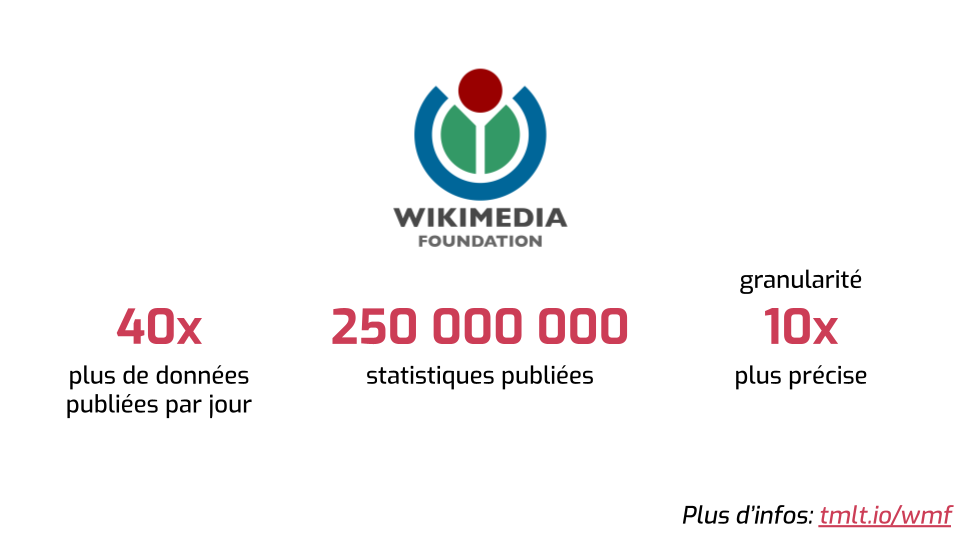 WIKIMEDIA
FOUNDATION
40x
plus de données
publiées par jour
250 000 000
statistiques publiées
granularité
10x
plus précise
Plus d’infos: tmlt.io/wmf